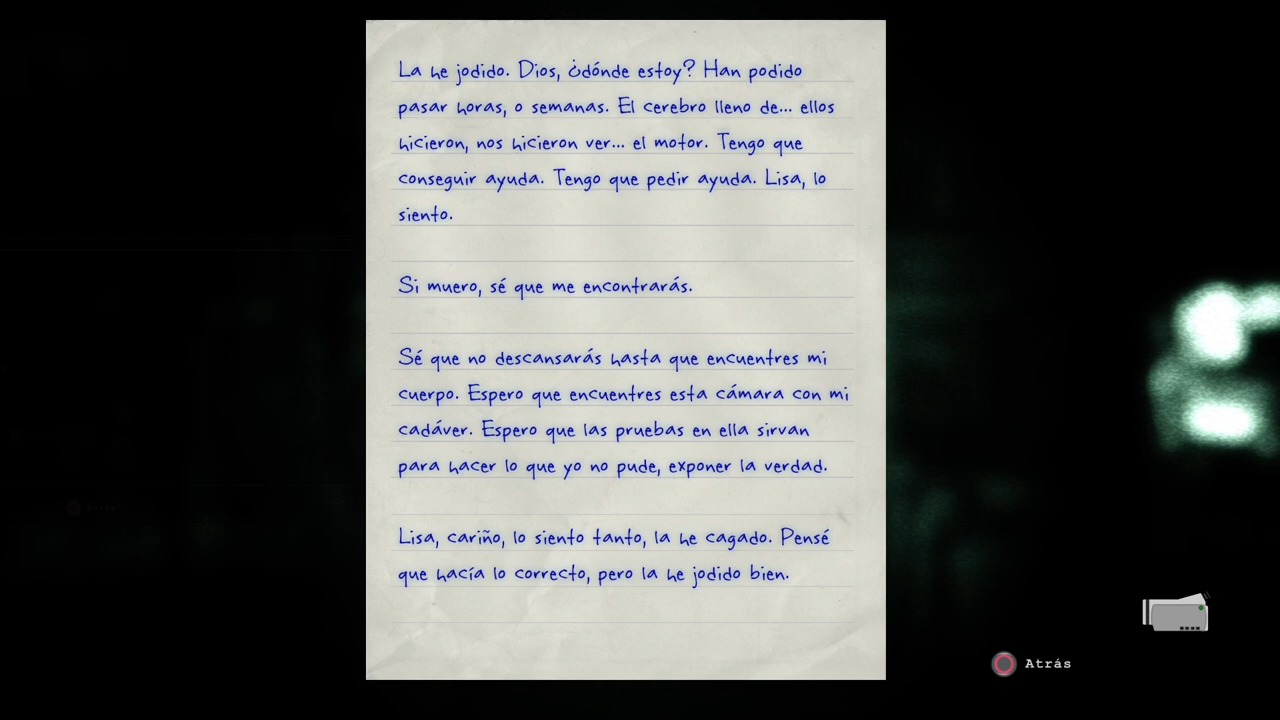 La he jodido. Dios, ¿dónde estoy? Han podido
pasar horas, o semanas. El cerebro lleno de... ellos
hicieron, nos hicieron ver... el motor. Tengo que
conseguir ayuda. Tengo que pedir ayuda. Lisa, lo
siento.
Si muero, sé que me encontrarás.
Sé que no descansarás hasta que encuentres mi
cuerpo. Espero que encuentres esta cámara con mi
cadáver. Espero que las pruebas en ella sirvan
para hacer lo que yo no pude, exponer la verdad.
Lisa, cariño, lo siento tanto, la he cagado. Pensé
que hacía lo correcto, pero la he jodido bien.
Atrás